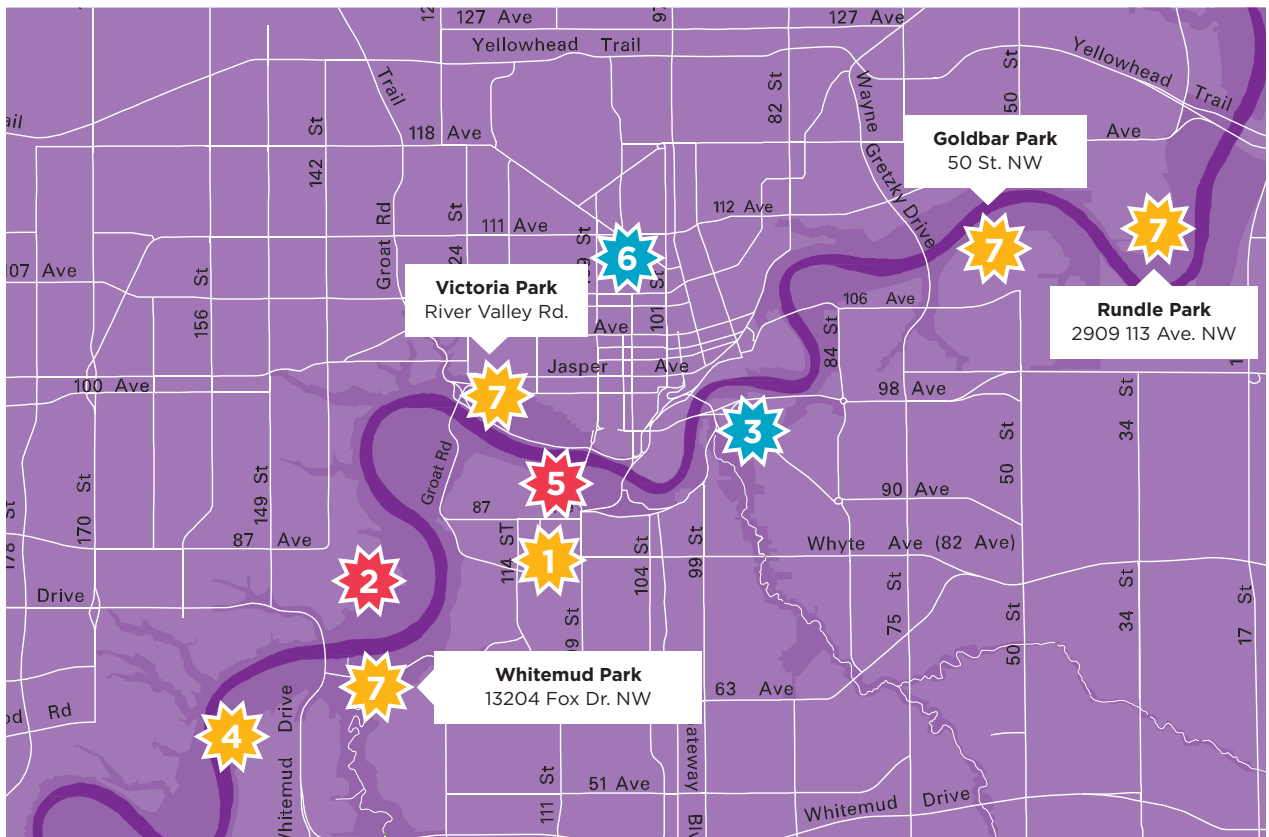 127 Ave
127 Ave
97
Yellowhead Trail
Yellowhead Trail
Trail
142 St
118 Ave
82 St
Wayne Gretzky Drive
50 St
Ave
Goldbar Park
50 St. NW
Groat Rd
St
111 Ave
112 Ave
St
6
7
7
107 Ave
156 St
Victoria Park
River Valley Rd.
Ave
101 St
106 Ave
84 St
Rundle Park
2909 113 Ave. NW
Jasper Ave
100 Ave
7
98 Ave
34 St
3
Groat Rd
5
50 St
170 St
149 St
178 St
87
90 Ave
87 Ave
114 ST
1
104 St
99 St
Whyte Ave (82 Ave)
2
Drive
St
75 St
50 St
34 St
17 St
7
Whitemud Park
13204 Fox Dr. NW
63 Ave
Rd
4
Whitemud Drive
111 St
51 Ave
Whitemud Drive